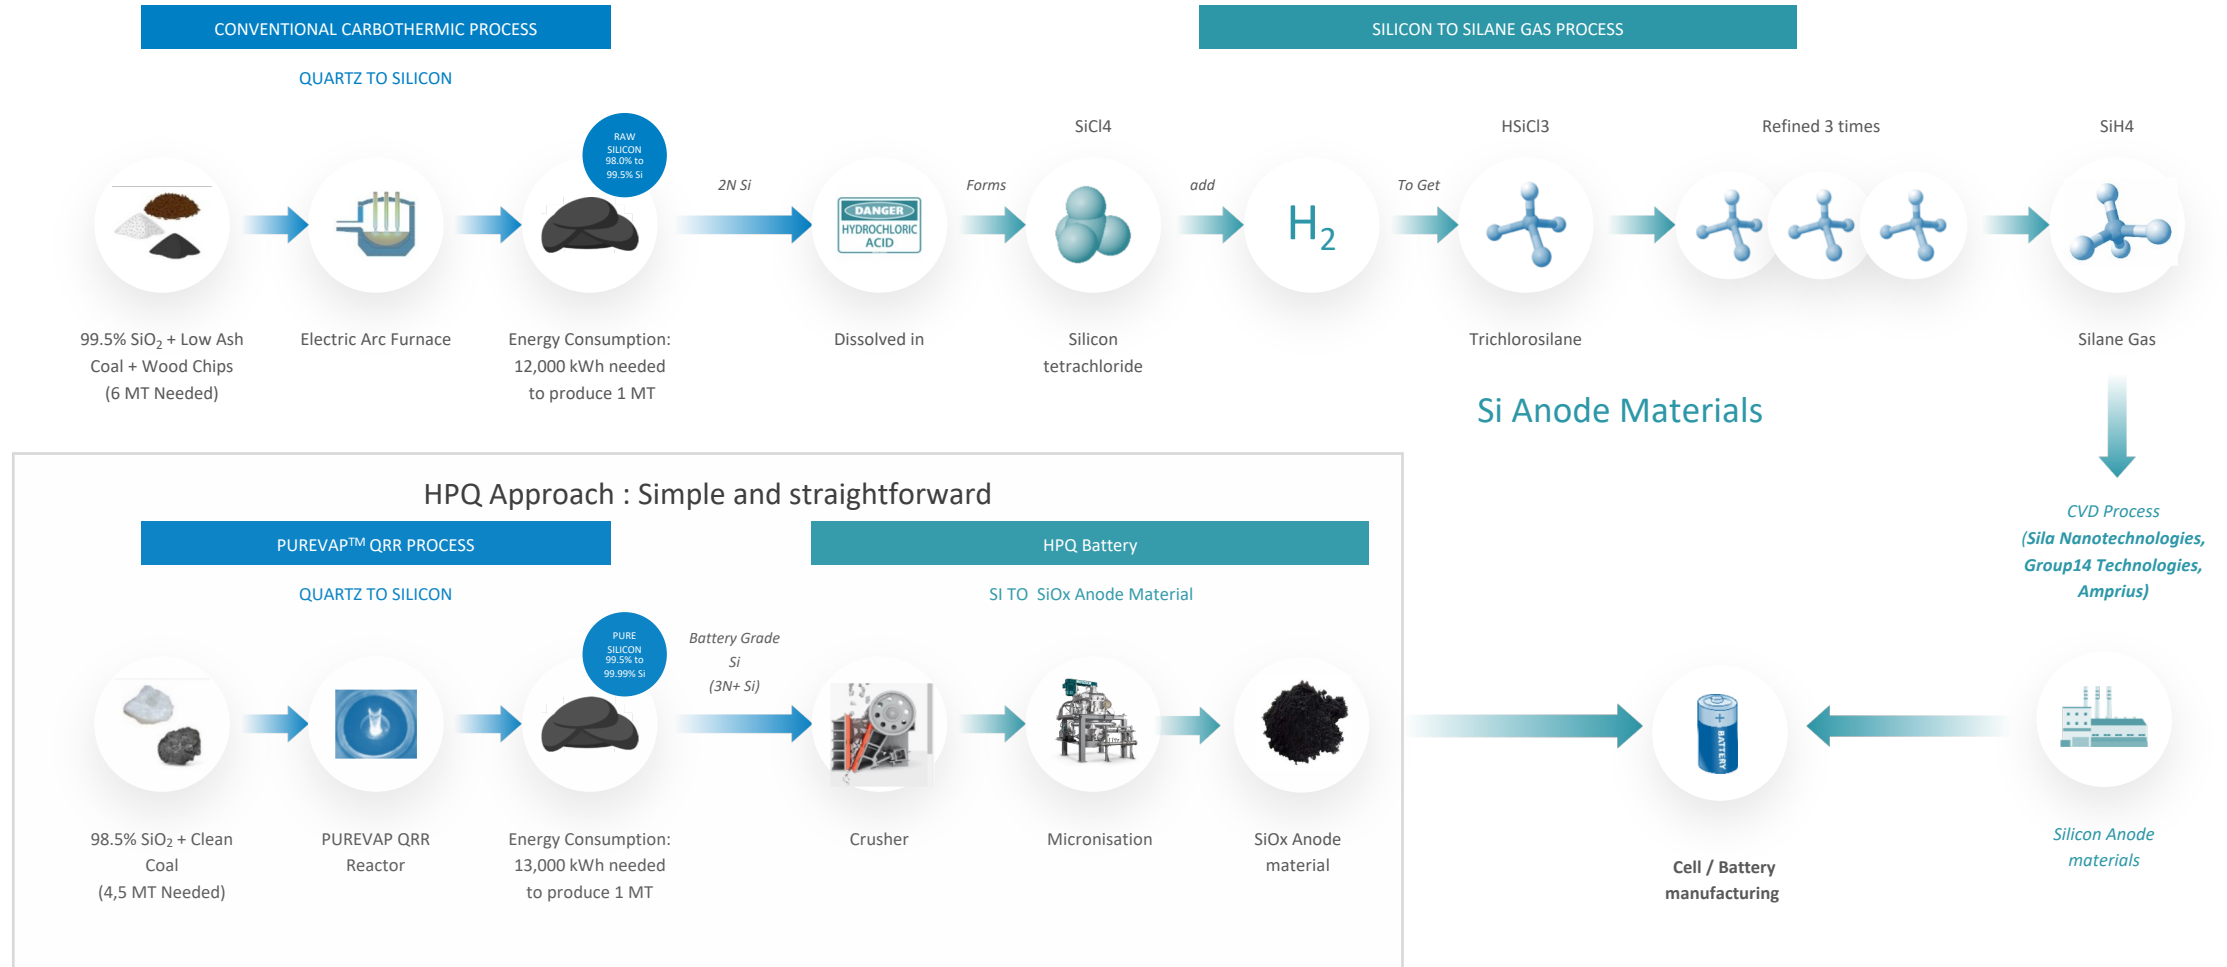 CONVENTIONAL CARBOTHERMIC PROCESS
SILICON TO SILANE GAS PROCESS
QUARTZ TO SILICON
RAW
SILICON
98.0% to
99.5% Si
SiCl4
HSiCl3
Refined 3 times
SiH4
2N Si
Forms
add
To Get
DANGER
HYDROCHLORIC
ACID
H₂
99.5% SiO₂ + Low Ash
Coal + Wood Chips
(6 MT Needed)
Electric Arc Furnace
Energy Consumption:
12,000 kWh needed
to produce 1 MT
Dissolved in
Silicon
tetrachloride
Trichlorosilane
Silane Gas
Si Anode Materials
HPQ Approach : Simple and straightforward
PUREVAP™ QRR PROCESS
HPQ Battery
CVD Process
(Sila Nanotechnologies,
Group14 Technologies,
Amprius)
QUARTZ TO SILICON
SI TO SiOx Anode Material
PURE
SILICON
99.5% to
99.99% Si
Battery Grade
Si
(3N+ Si)
BATTERY
98.5% SiO₂ + Clean
Coal
(4,5 MT Needed)
PUREVAP QRR
Reactor
Energy Consumption:
13,000 kWh needed
to produce 1 MT
Crusher
Micronisation
SiOx Anode
material
Cell / Battery
manufacturing
Silicon Anode
materials